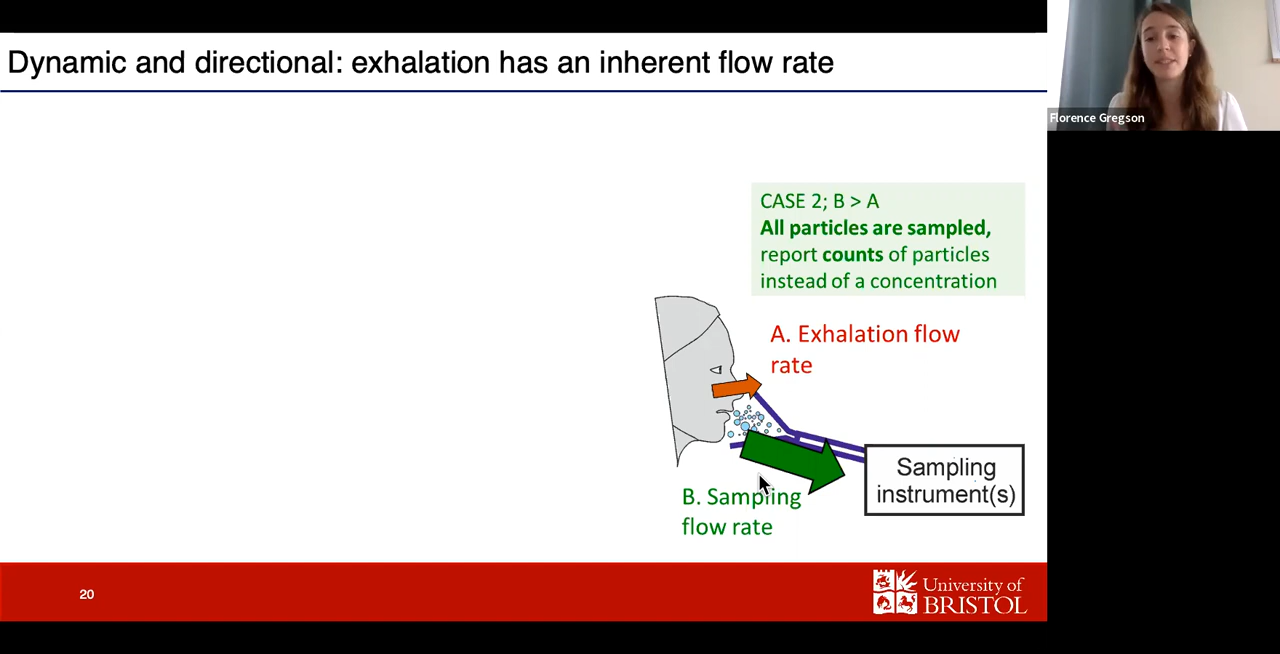 Dynamic and directional: exhalation has an inherent flow rate
Florence Gregson
CASE 2; B > A
All particles are sampled,
report counts of particles
instead of a concentration
A. Exhalation flow
rate
Sampling
instrument(s)
B. Sampling
flow rate
20
University of
BRISTOL